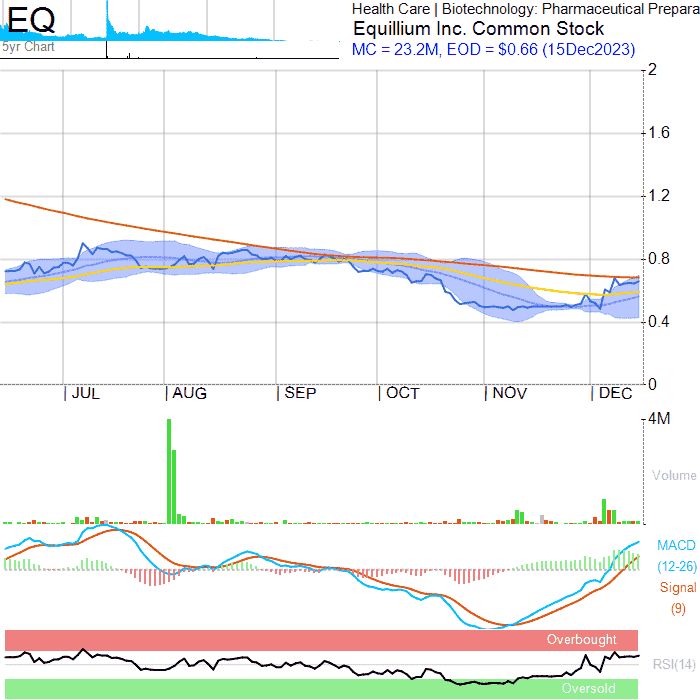 EQ
5yr Chart
Health Care | Biotechnology: Pharmaceutical Prepara
Equillium Inc. Common Stock
MC = 23.2M, EOD = $0.66 (15Dec2023)
2
1.6
1.2
0.8
0.4
0
JUL
AUG
SEP
OCT
NOV
DEC
4M
Volume
MACD
(12-26)
Signal
(9)
Overbought
RSI(14)
Oversold